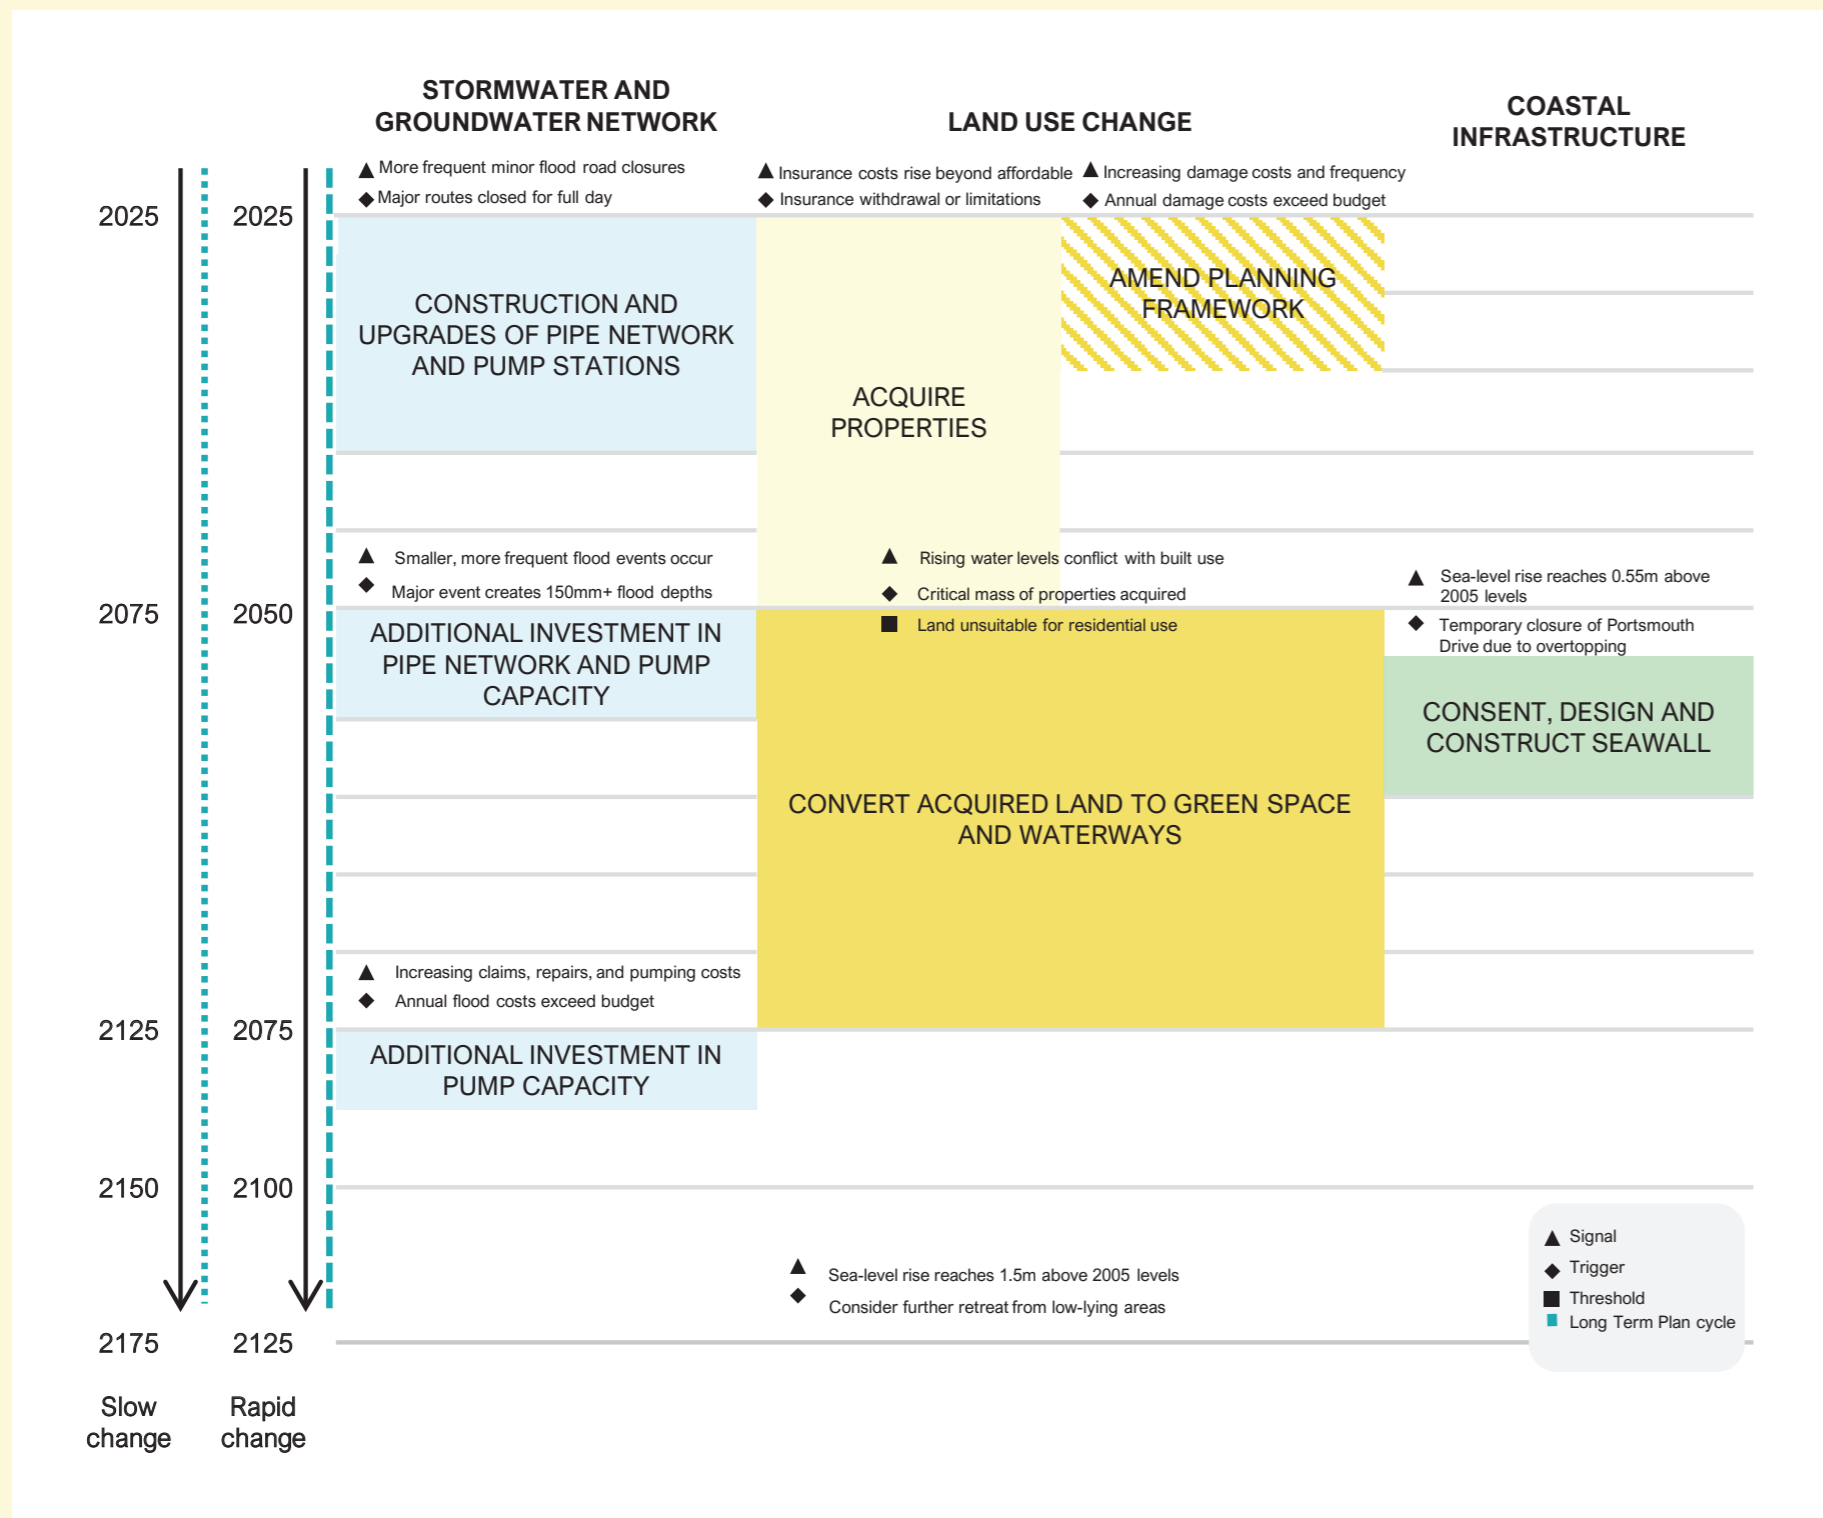 STORMWATER AND
GROUNDWATER NETWORK
LAND USE CHANGE
COASTAL
INFRASTRUCTURE
More frequent minor flood road closures
Major routes closed for full day
Insurance costs rise beyond affordable
Insurance withdrawal or limitations
Increasing damage costs and frequency
Annual damage costs exceed budget
2025
2025
CONSTRUCTION AND
UPGRADES OF PIPE NETWORK
AND PUMP STATIONS
ACQUIRE
PROPERTIES
AMEND PLANNING
FRAMEWORK
Smaller, more frequent flood events occur
Major event creates 150mm+ flood depths
Rising water levels conflict with built use
Critical mass of properties acquired
Land unsuitable for residential use
Sea-level rise reaches 0.55m above
2005 levels
Temporary closure of Portsmouth
Drive due to overtopping
2075
2050
ADDITIONAL INVESTMENT IN
PIPE NETWORK AND PUMP
CAPACITY
CONVERT ACQUIRED LAND TO GREEN SPACE
AND WATERWAYS
CONSENT, DESIGN AND
CONSTRUCT SEAWALL
Increasing claims, repairs, and pumping costs
Annual flood costs exceed budget
2125
2075
ADDITIONAL INVESTMENT IN
PUMP CAPACITY
2150
2100
Sea-level rise reaches 1.5m above 2005 levels
Consider further retreat from low-lying areas
Signal
Trigger
Threshold
Long Term Plan cycle
2175
2125
Slow
change
Rapid
change